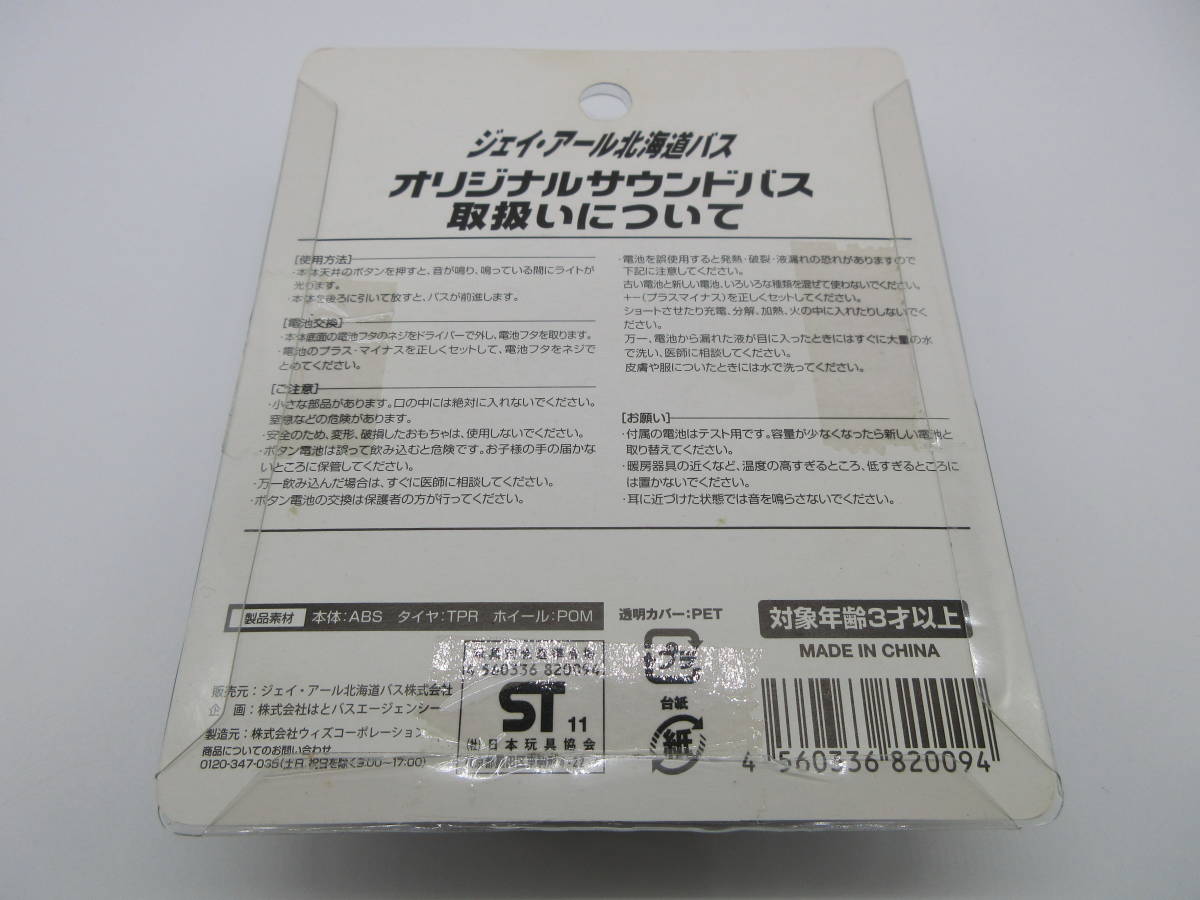 ジェイ・アール北海道バス
オリジナルサウンドバス
取扱いについて
[使用方法]
・本体天井のボタンを押すと、音が鳴り、鳴っている間にライトが
光ります。
・本体を後ろに引いて放すと、バスが前進します。
[電池交換]
・本体底面の電池フタのネジをドライバーで外し、電池フタを取ります。
・電池のプラス・マイナスを正しくセットして、電池フタをネジで
とめてください。
[ご注意]
・小さな部品があります。口の中には絶対に入れないでください。
窒息などの危険があります。
・安全のため、変形、破損したおもちゃは、使用しないでください。
・ボタン電池は誤って飲み込むと危険です。お子様の手の届かな
いところに保管してください。
・万一飲み込んだ場合は、すぐに医師に相談してください。
・ボタン電池の交換は保護者の方が行ってください。
・電池を誤使用すると発熱・破裂・液漏れの恐れがありますので
下記に注意してください。
古い電池と新しい電池、いろいろな種類を混ぜて使わないでください。
+−(プラスマイナス)を正しくセットしてください。
ショートさせたり充電、分解、加熱、火の中に入れたりしないでく
ださい。
万一、電池から漏れた液が目に入ったときにはすぐに大量の水
で洗い、医師に相談してください。
皮膚や服についたときには水で洗ってください。
[お願い]
・付属の電池はテスト用です。容量が少なくなったら新しい電池と
取り替えてください。
・暖房器具の近くなど、温度の高すぎるところ、低すぎるところに
は置かないでください。
・耳に近づけた状態では音を鳴らさないでください。
製品素材 本体:ABS タイヤ:TPR ホイール:POM
透明カバー:PET
対象年齢3才以上
MADE IN CHINA
4 560336 820094
ST 11
(社)日本玩具協会
プラ
台紙
紙
販売元:ジェイ・アール北海道バス株式会社
企 画:株式会社はとバスエージェンシー
製造元:株式会社ウィズコーポレーション
商品についてのお問い合わせ
0120-347-035(土日、祝日を除く9:00〜17:00)
4 560336 820094